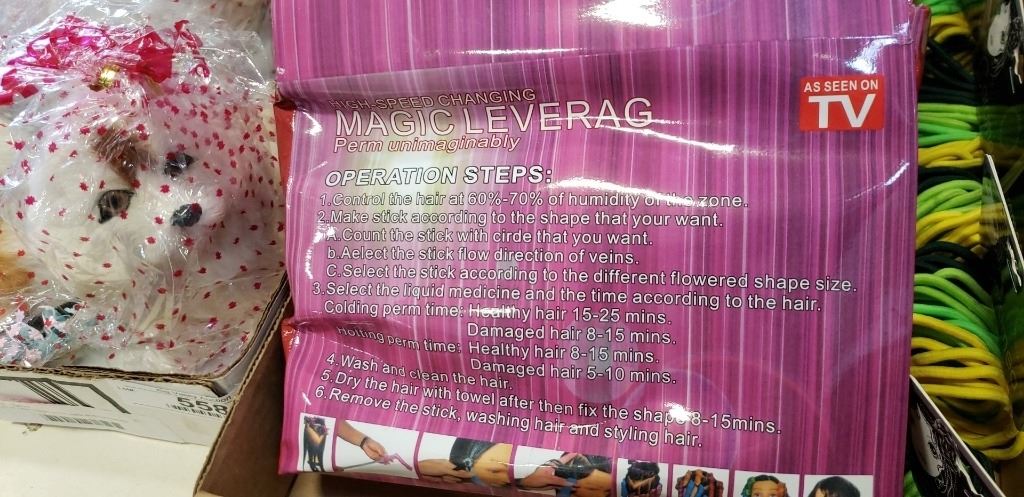 HIGH-SPEED CHANGING
MAGIC LEVERAG
Perm unimaginably
AS SEEN ON
TV
OPERATION STEPS:
1.Control the hair at 60%-70% of humidity of the zone.
2.Make stick according to the shape that your want.
A.Count the stick with cirde that you want.
b.Aelect the stick flow direction of veins.
C.Select the stick according to the different flowered shape size.
3.Select the liquid medicine and the time according to the hair.
Colding perm time: Healthy hair 15-25 mins.
Damaged hair 8-15 mins.
Hotting perm time: Healthy hair 8-15 mins.
Damaged hair 5-10 mins.
4.Wash and clean the hair.
5.Dry the hair with towel after then fix the shape 8-15mins.
6.Remove the stick, washing hair and styling hair.